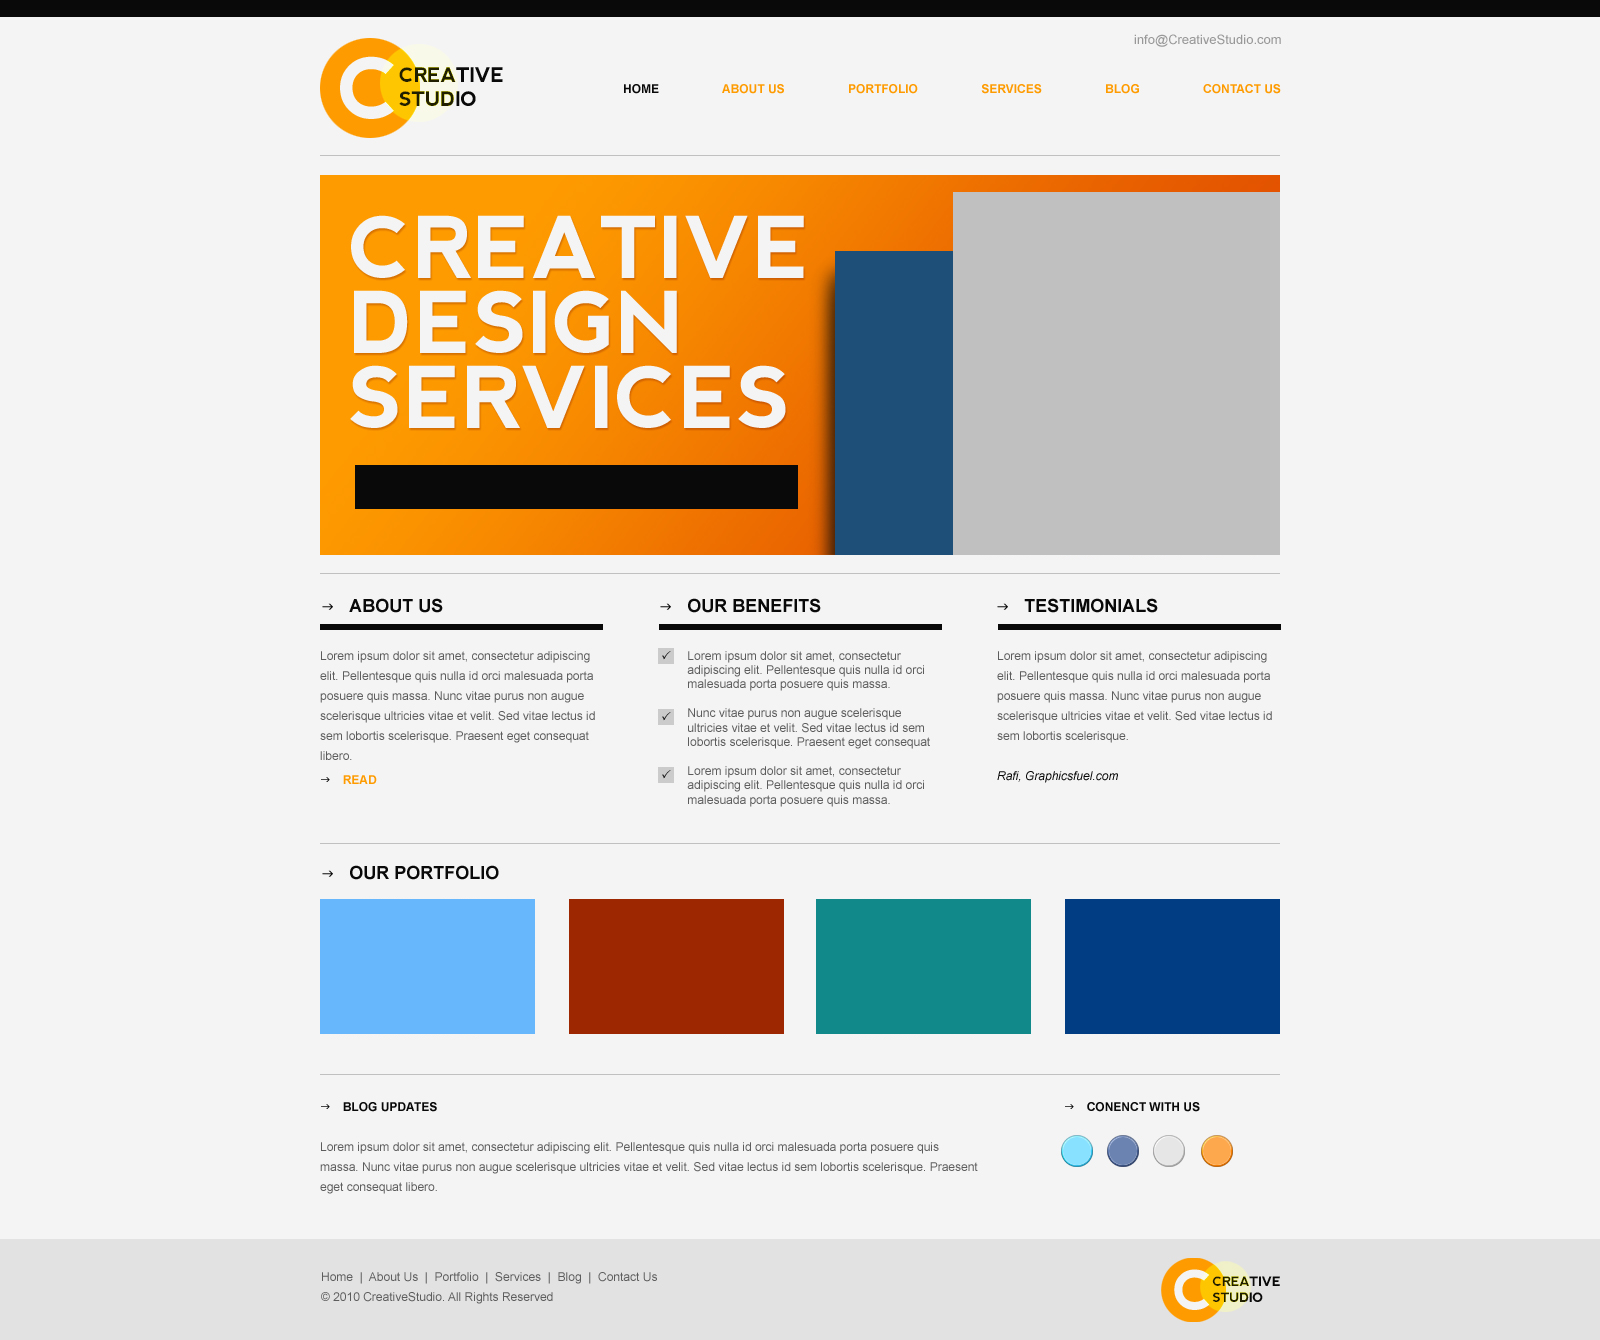 info@CreativeStudio.com
CREATIVE
STUDIO
HOME ABOUT US PORTFOLIO SERVICES BLOG CONTACT US
CREATIVE
DESIGN
SERVICES
→ ABOUT US
Lorem ipsum dolor sit amet, consectetur adipiscing
elit. Pellentesque quis nulla id orci malesuada porta
posuere quis massa. Nunc vitae purus non augue
scelerisque ultricies vitae et velit. Sed vitae lectus id
sem lobortis scelerisque. Praesent eget consequat
libero.
→ READ
→ OUR BENEFITS
Lorem ipsum dolor sit amet, consectetur
adipiscing elit. Pellentesque quis nulla id orci
malesuada porta posuere quis massa.
Nunc vitae purus non augue scelerisque
ultricies vitae et velit. Sed vitae lectus id sem
lobortis scelerisque. Praesent eget consequat
Lorem ipsum dolor sit amet, consectetur
adipiscing elit. Pellentesque quis nulla id orci
malesuada porta posuere quis massa.
→ TESTIMONIALS
Lorem ipsum dolor sit amet, consectetur adipiscing
elit. Pellentesque quis nulla id orci malesuada porta
posuere quis massa. Nunc vitae purus non augue
scelerisque ultricies vitae et velit. Sed vitae lectus id
sem lobortis scelerisque.
Rafi, Graphicsfuel.com
→ OUR PORTFOLIO
→ BLOG UPDATES
Lorem ipsum dolor sit amet, consectetur adipiscing elit. Pellentesque quis nulla id orci malesuada porta posuere quis
massa. Nunc vitae purus non augue scelerisque ultricies vitae et velit. Sed vitae lectus id sem lobortis scelerisque. Praesent
eget consequat libero.
→ CONENCT WITH US
Home | About Us | Portfolio | Services | Blog | Contact Us
© 2010 CreativeStudio. All Rights Reserved
CREATIVE
STUDIO